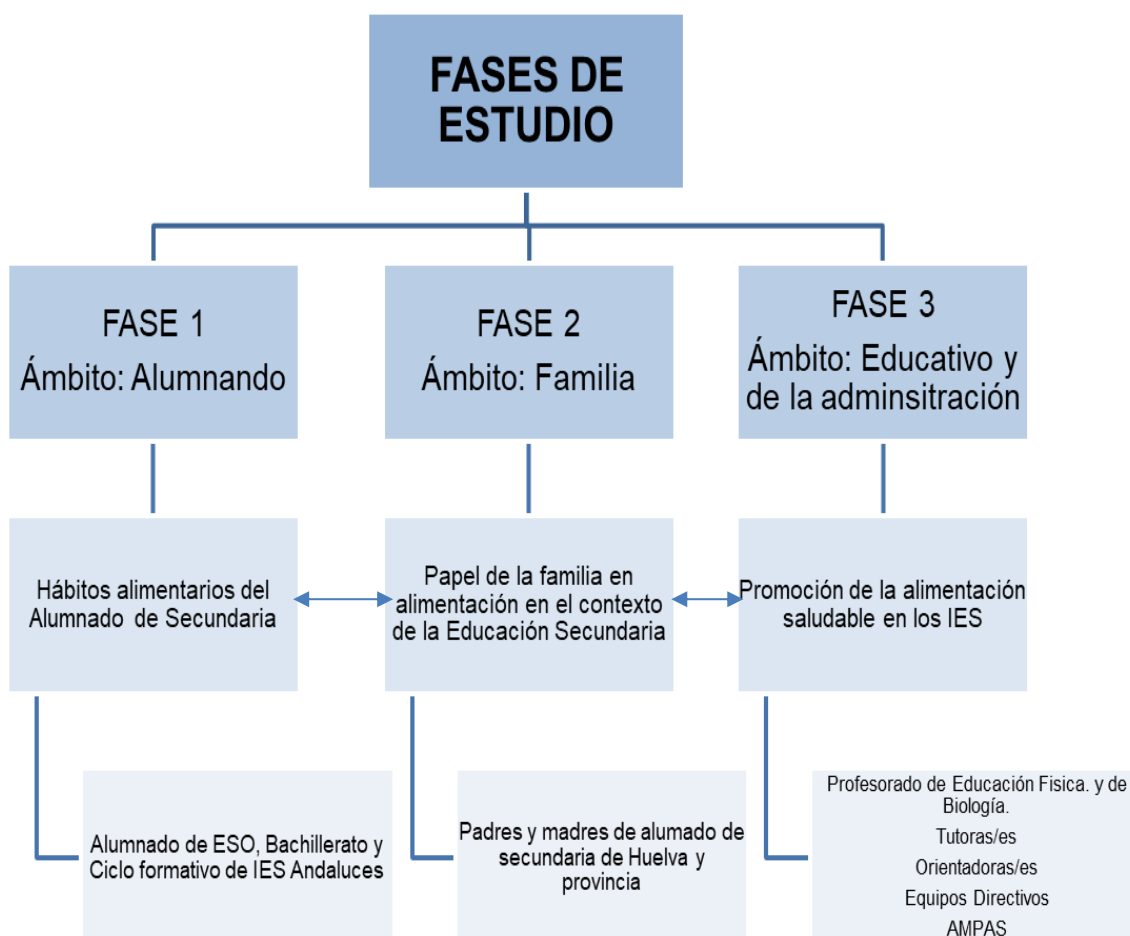 FASES DE
ESTUDIO
FASE 1
Ámbito: Alumnando
FASE 2
Ámbito: Familia
FASE 3
Ámbito: Educativo y
de la adminsitración
Hábitos alimentarios del
Alumnado de Secundaria
Papel de la familia en
alimentación en el contexto
de la Educación Secundaria
Promoción de la alimentación
saludable en los IES
Alumnado de ESO, Bachillerato y
Ciclo formativo de IES Andaluces
Padres y madres de alumado de
secundaria de Huelva y
provincia
Profesorado de Educación Fisica. y de
Biología.
Tutoras/es
Orientadoras/es
Equipos Directivos
AMPAS